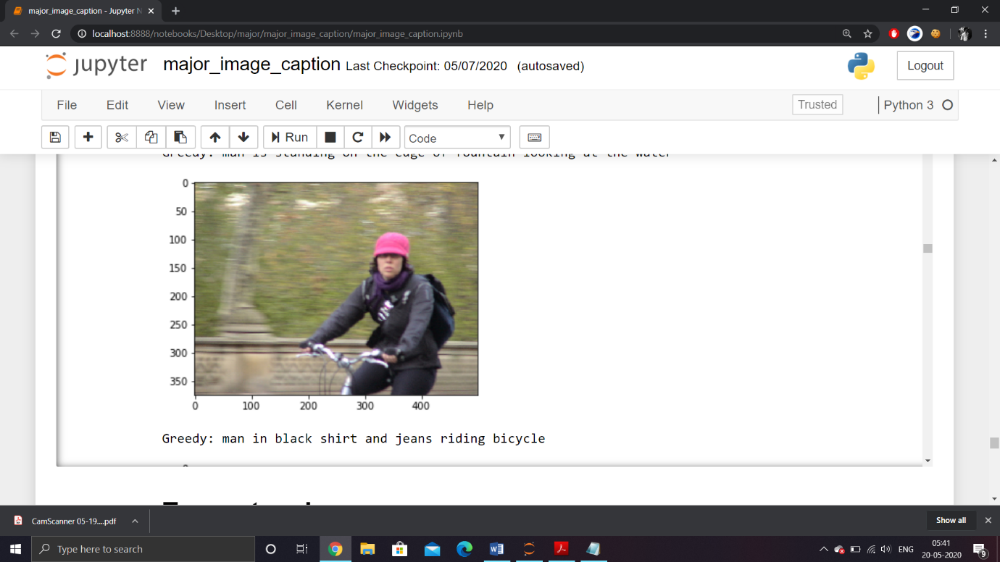 major_image_caption - Jupyter N
localhost:8888/notebooks/Desktop/major/major_image_caption/major_image_caption.ipynb
jupyter major_image_caption Last Checkpoint: 05/07/2020 (autosaved)
Logout
File Edit View Insert Cell Kernel Widgets Help
Trusted Python 3
Run Code
Greedy: man is standing on the edge of fountain looking at the water
0
50
100
150
200
250
300
350
0 100 200 300 400
Greedy: man in black shirt and jeans riding bicycle
CamScanner 05-19....pdf
Show all
Type here to search
ENG
05:41
20-05-2020
9